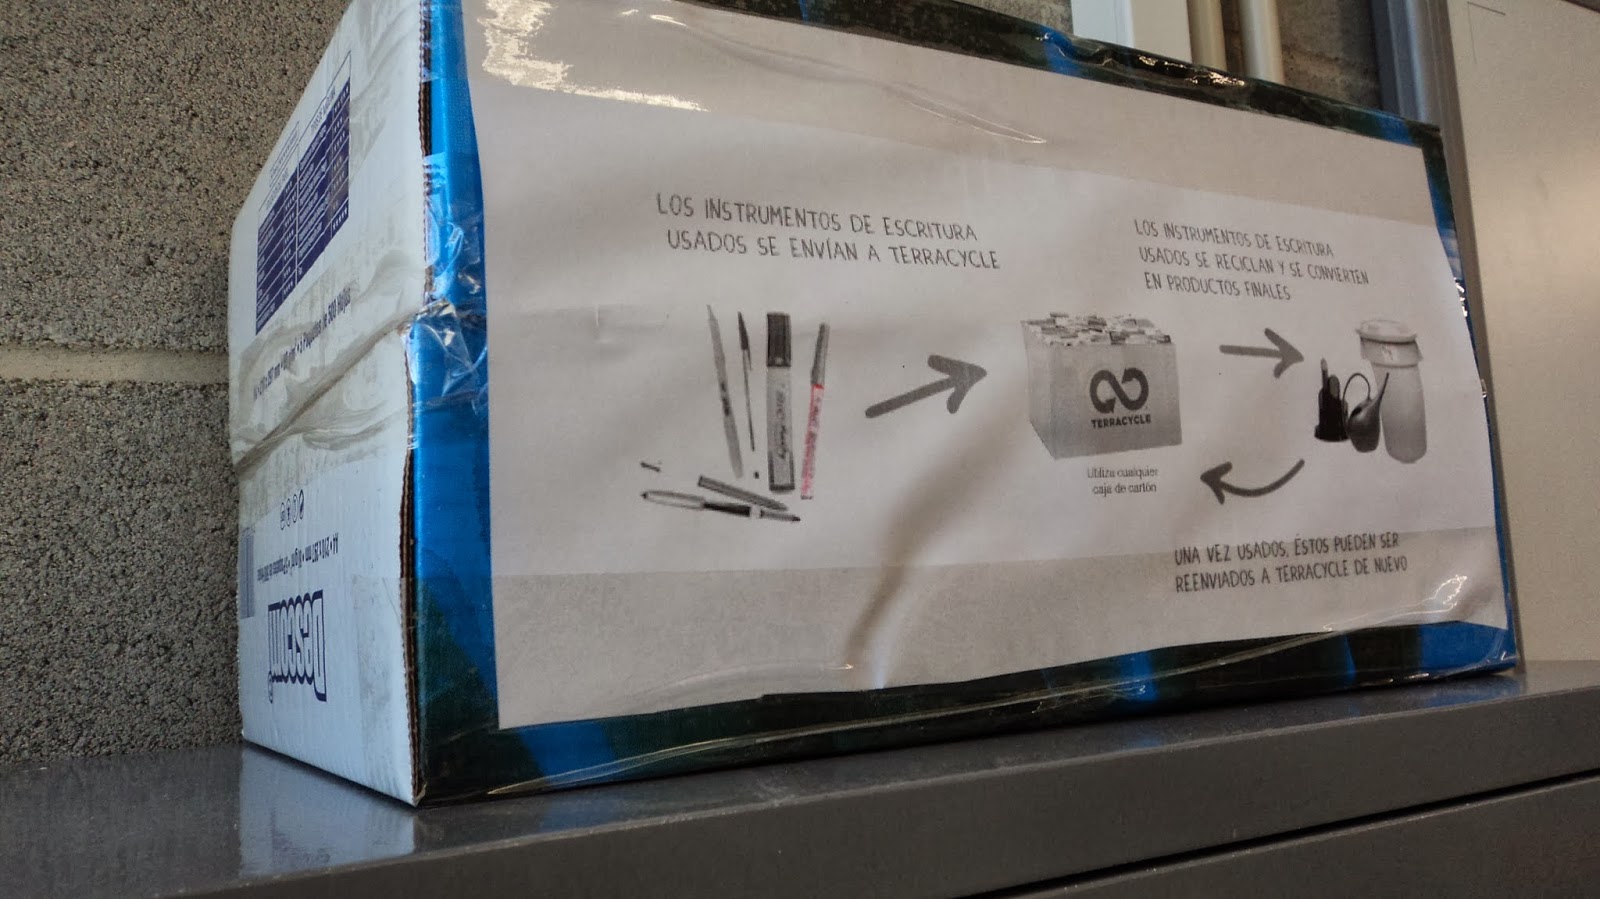 LOS INSTRUMENTOS DE ESCRITURA
USADOS SE ENVÍAN A TERRACYCLE
LOS INSTRUMENTOS DE ESCRITURA
USADOS SE RECICLAN Y SE CONVIERTEN
EN PRODUCTOS FINALES
TERRACYCLE
Utiliza cualquier
caja de cartón
UNA VEZ USADOS, ÉSTOS PUEDEN SER
REENVIADOS A TERRACYCLE DE NUEVO
Descom